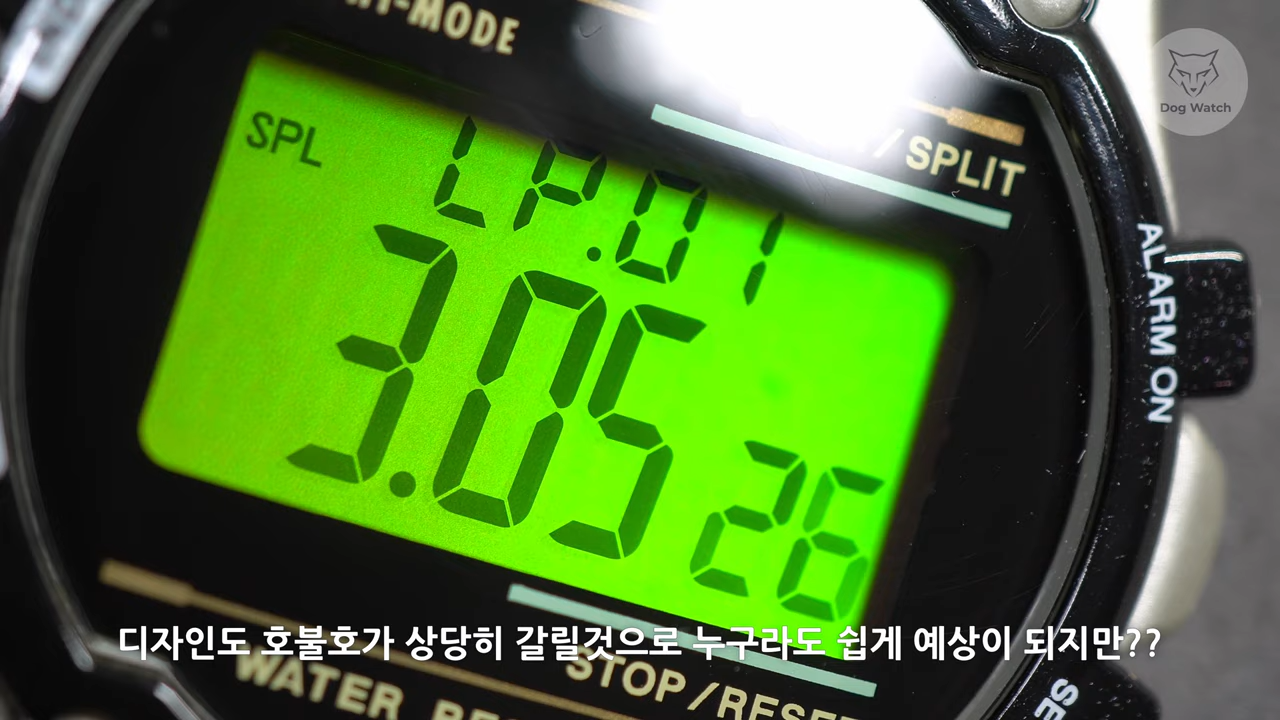 -MODE
Dog Watch
/SPLIT
SPL
LP.01
3.05 26
ALARM ON
디자인도 호불호가 상당히 갈릴것으로 누구라도 쉽게 예상이 되지만??
WATER
STOP/RESET